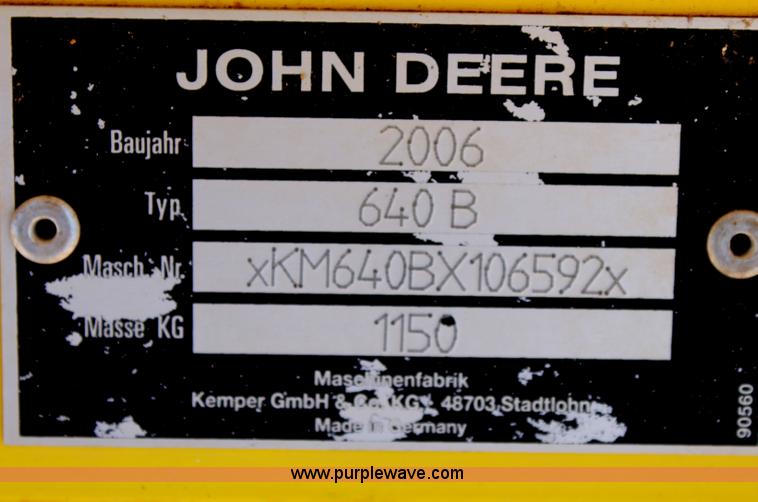 JOHN DEERE
Baujahr 2006
Typ 640 B
Masch. Nr. xKM640BX106592x
Masse KG 1150
Maschinenfabrik
Kemper GmbH & Co. KG · 48703 Stadtlohn
Made in Germany
90560
www.purplewave.com